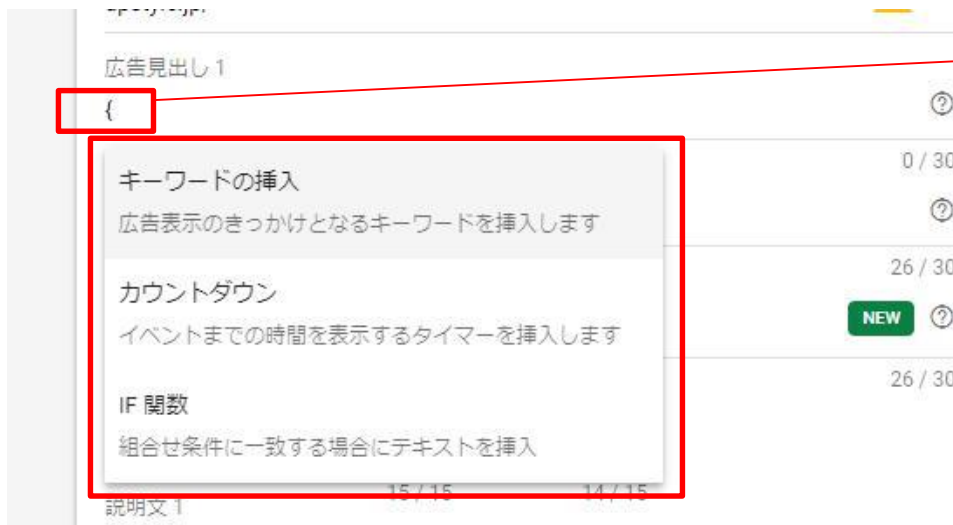 広告見出し 1
{
0 / 30
キーワードの挿入
広告表示のきっかけとなるキーワードを挿入します
26 / 30
カウントダウン
NEW
イベントまでの時間を表示するタイマーを挿入します
26 / 30
IF 関数
組合せ条件に一致する場合にテキストを挿入
15 / 15 14 / 15
説明文 1